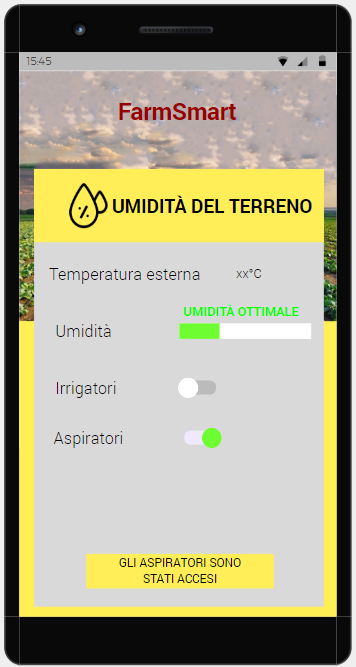 15:45
FarmSmart
UMIDITÀ DEL TERRENO
Temperatura esterna xx°C
UMIDITÀ OTTIMALE
Umidità
Irrigatori
Aspiratori
GLI ASPIRATORI SONO
STATI ACCESI